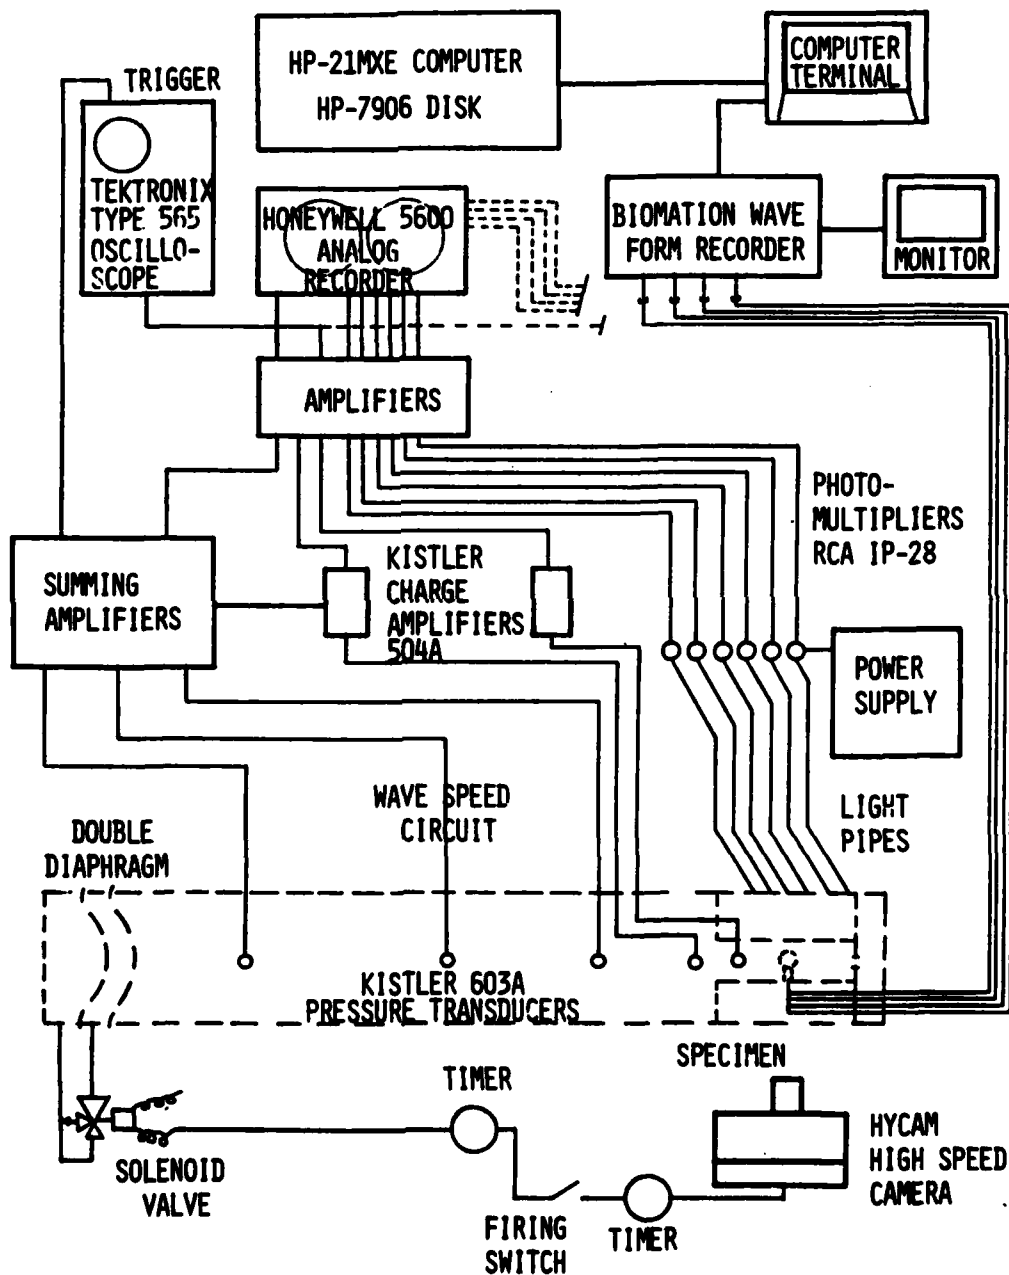 HP-21MXE COMPUTER
HP-7906 DISK
COMPUTER
TERMINAL
TRIGGER
TEKTRONIX
TYPE 565
OSCILLO-
SCOPE
HONEYWELL 5600
ANALOG
RECORDER
BIOMATION WAVE
FORM RECORDER
MONITOR
AMPLIFIERS
PHOTO-
MULTIPLIERS
RCA IP-28
SUMMING
AMPLIFIERS
KISTLER
CHARGE
AMPLIFIERS
504A
POWER
SUPPLY
WAVE SPEED
CIRCUIT
LIGHT
PIPES
DOUBLE
DIAPHRAGM
KISTLER 603A
PRESSURE TRANSDUCERS
SPECIMEN
TIMER
SOLENOID
VALVE
HYCAM
HIGH SPEED
CAMERA
FIRING
SWITCH
TIMER